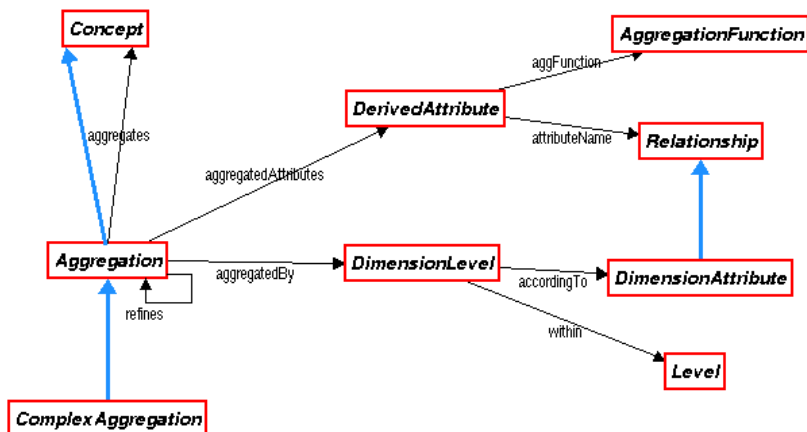 Concept
AggregationFunction
aggFunction
DerivedAttribute
aggregates
attributeName
Relationship
aggregatedAttributes
Aggregation
aggregatedBy
DimensionLevel
accordingTo
DimensionAttribute
refines
within
Level
ComplexAggregation